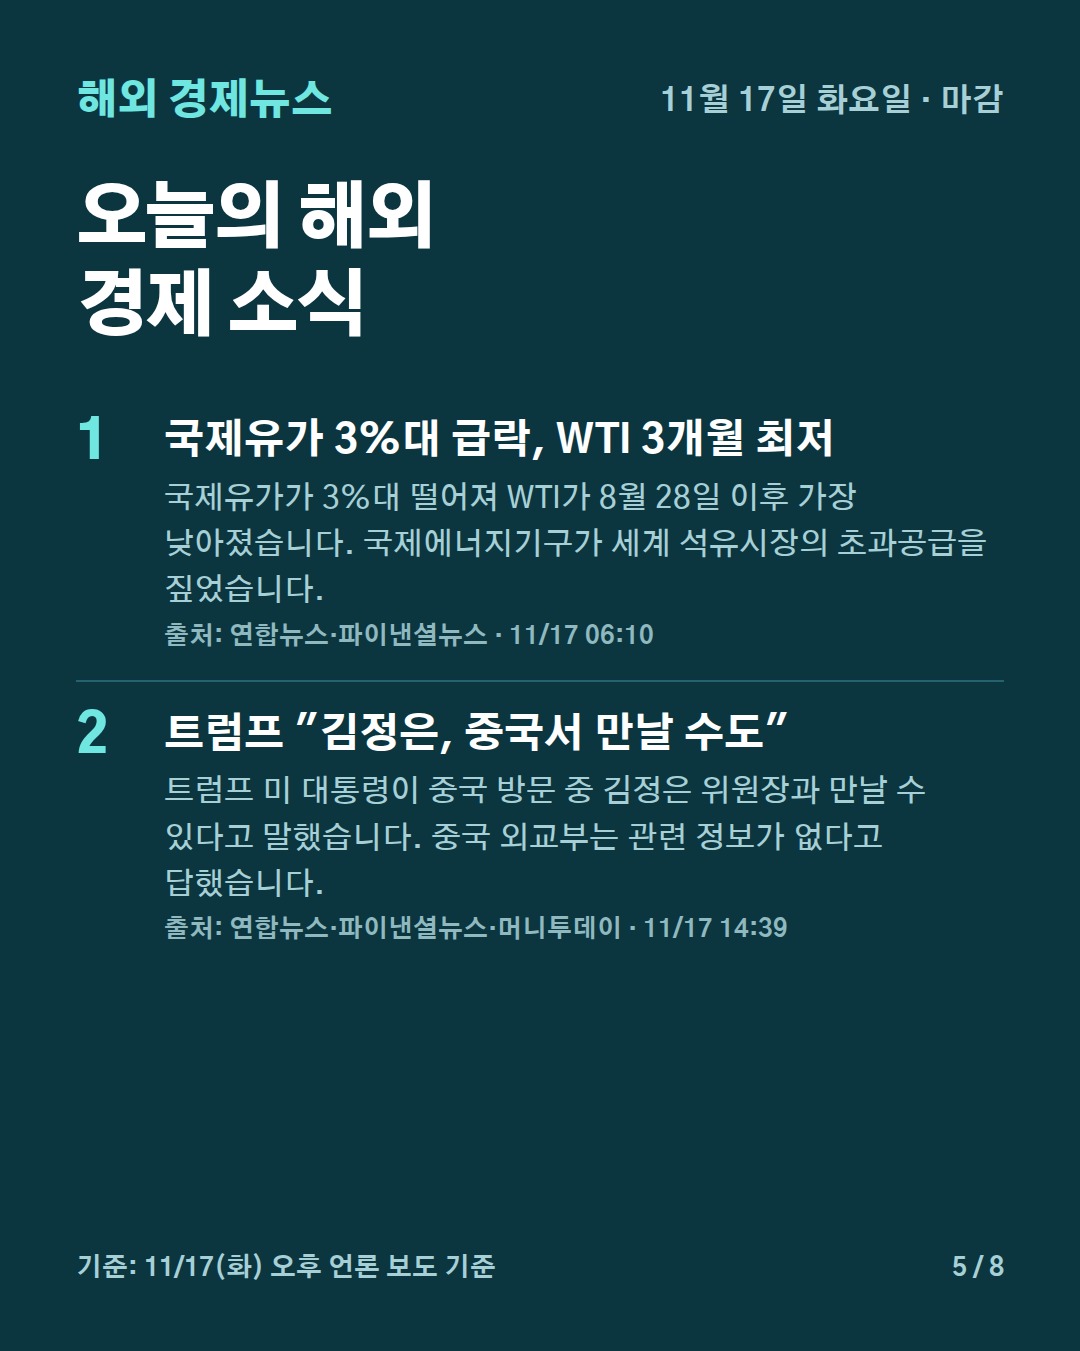 해외 경제뉴스
11월 17일 화요일 · 마감
오늘의 해외
경제 소식
1
국제유가 3%대 급락, WTI 3개월 최저
국제유가가 3%대 떨어져 WTI가 8월 28일 이후 가장
낮아졌습니다. 국제에너지기구가 세계 석유시장의 초과공급을
짚었습니다.
출처: 연합뉴스·파이낸셜뉴스 · 11/17 06:10
2
트럼프 "김정은, 중국서 만날 수도"
트럼프 미 대통령이 중국 방문 중 김정은 위원장과 만날 수
있다고 말했습니다. 중국 외교부는 관련 정보가 없다고
답했습니다.
출처: 연합뉴스·파이낸셜뉴스·머니투데이 · 11/17 14:39
기준: 11/17(화) 오후 언론 보도 기준
5 / 8